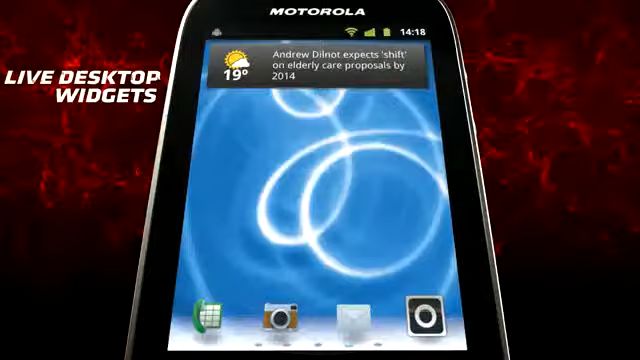 MOTOROLA
14:18
Andrew Dilnot expects 'shift'
on elderly care proposals by
2014
19°
LIVE DESKTOP
WIDGETS